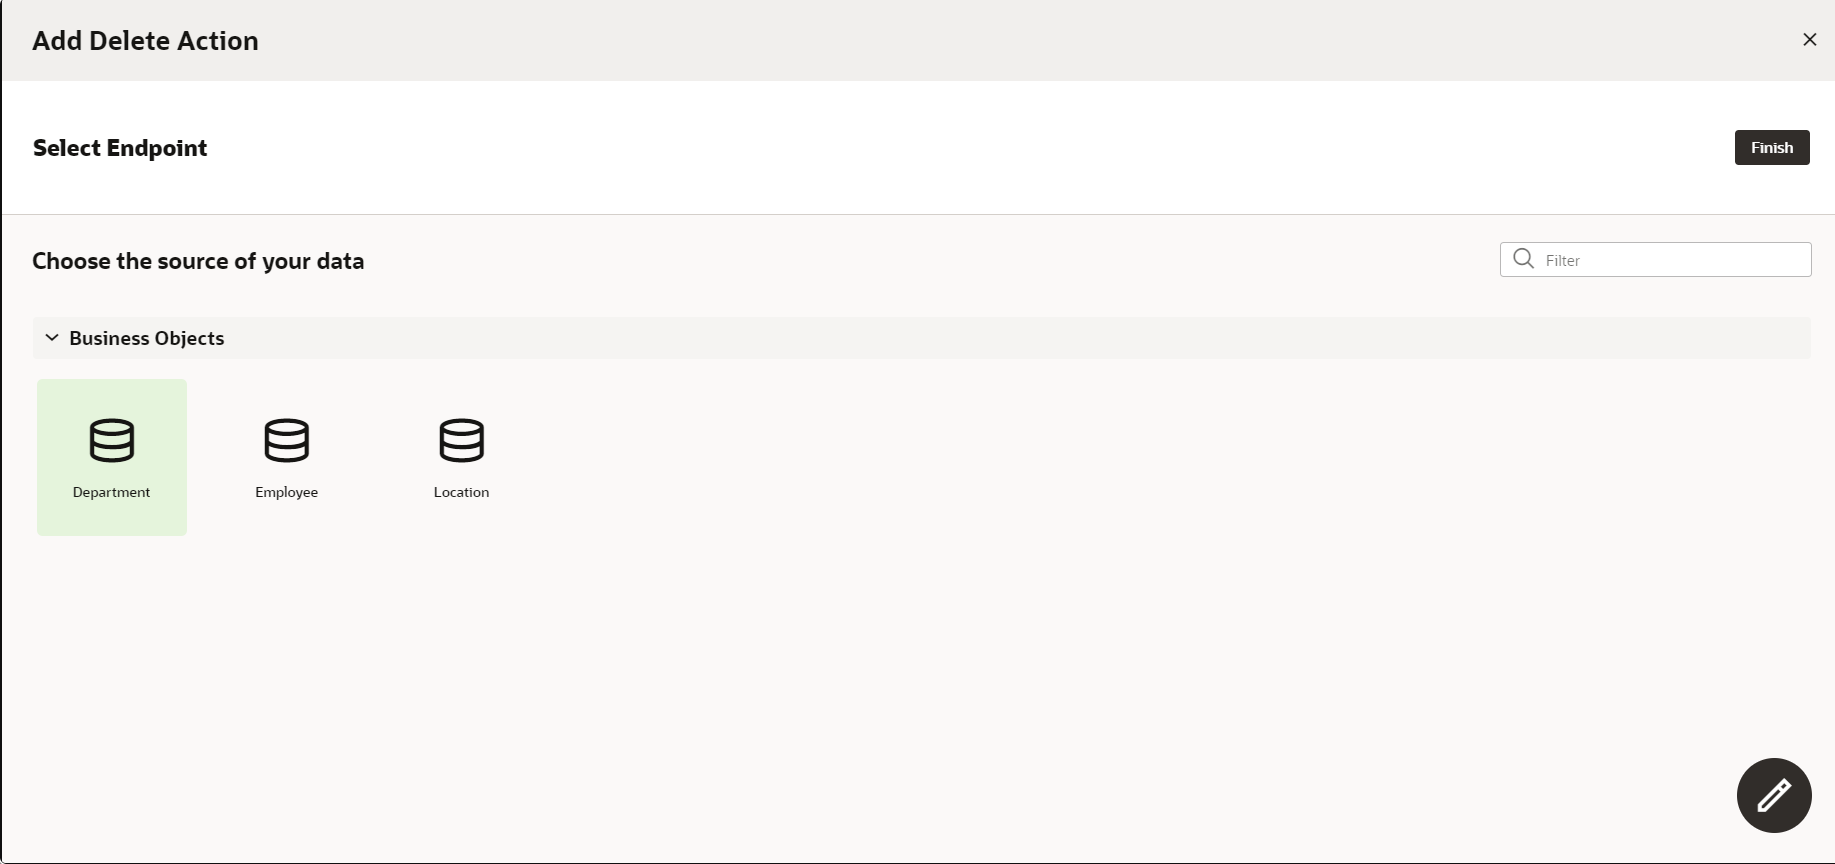 Add Delete Action
Select Endpoint
Finish
Choose the source of your data
Filter
Business Objects
Department
Employee
Location